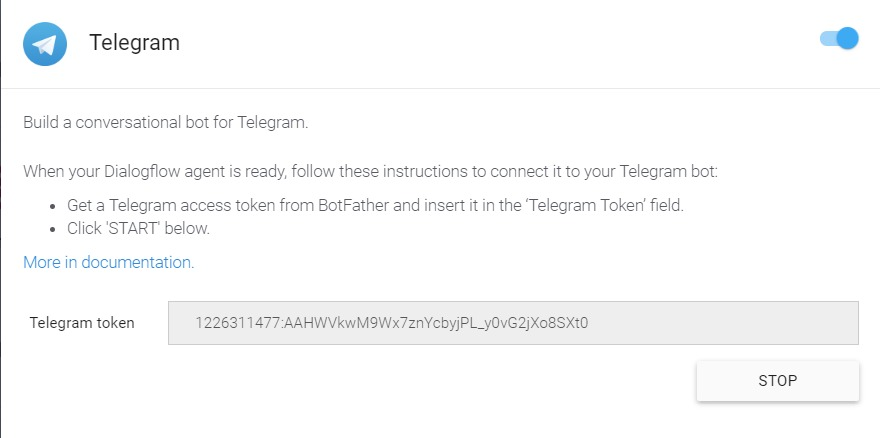 Telegram
Build a conversational bot for Telegram.
When your Dialogflow agent is ready, follow these instructions to connect it to your Telegram bot:
• Get a Telegram access token from BotFather and insert it in the ‘Telegram Token’ field.
• Click 'START' below.
More in documentation.
Telegram token 1226311477:AAHWVkwM9Wx7znYcbyjPL_y0vG2jXo8SXt0
STOP